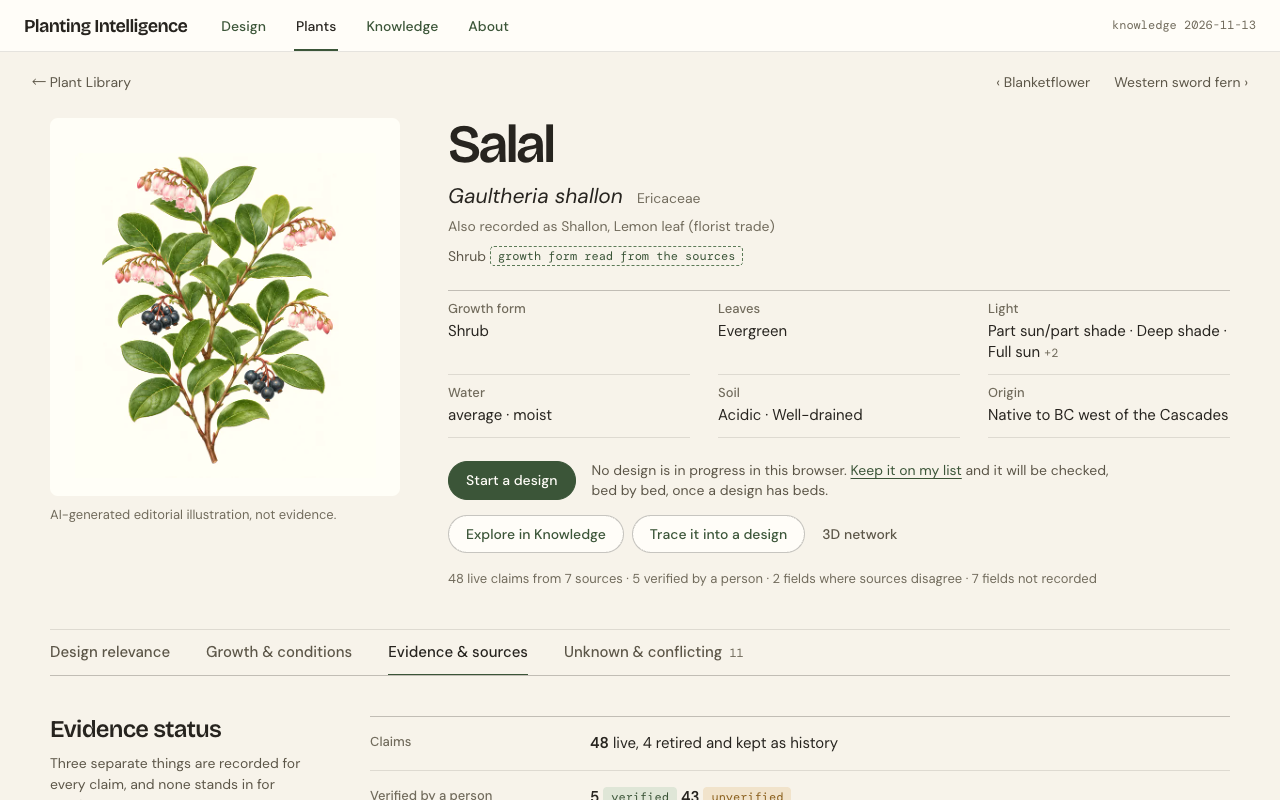 Planting Intelligence
Design
Plants
Knowledge
About
knowledge 2026-11-13
← Plant Library
‹ Blanketflower
Western sword fern ›
Salal
Gaultheria shallon Ericaceae
Also recorded as Shallon, Lemon leaf (florist trade)
Shrub growth form read from the sources
Growth form
Shrub
Leaves
Evergreen
Light
Part sun/part shade · Deep shade ·
Full sun +2
Water
average · moist
Soil
Acidic · Well-drained
Origin
Native to BC west of the Cascades
Start a design
No design is in progress in this browser. Keep it on my list and it will be checked,
bed by bed, once a design has beds.
Explore in Knowledge
Trace it into a design
3D network
AI-generated editorial illustration, not evidence.
48 live claims from 7 sources · 5 verified by a person · 2 fields where sources disagree · 7 fields not recorded
Design relevance
Growth & conditions
Evidence & sources
Unknown & conflicting 11
Evidence status
Three separate things are recorded for
every claim, and none stands in for
Claims
48 live, 4 retired and kept as history
Verified by a person
5 verified 43 unverified